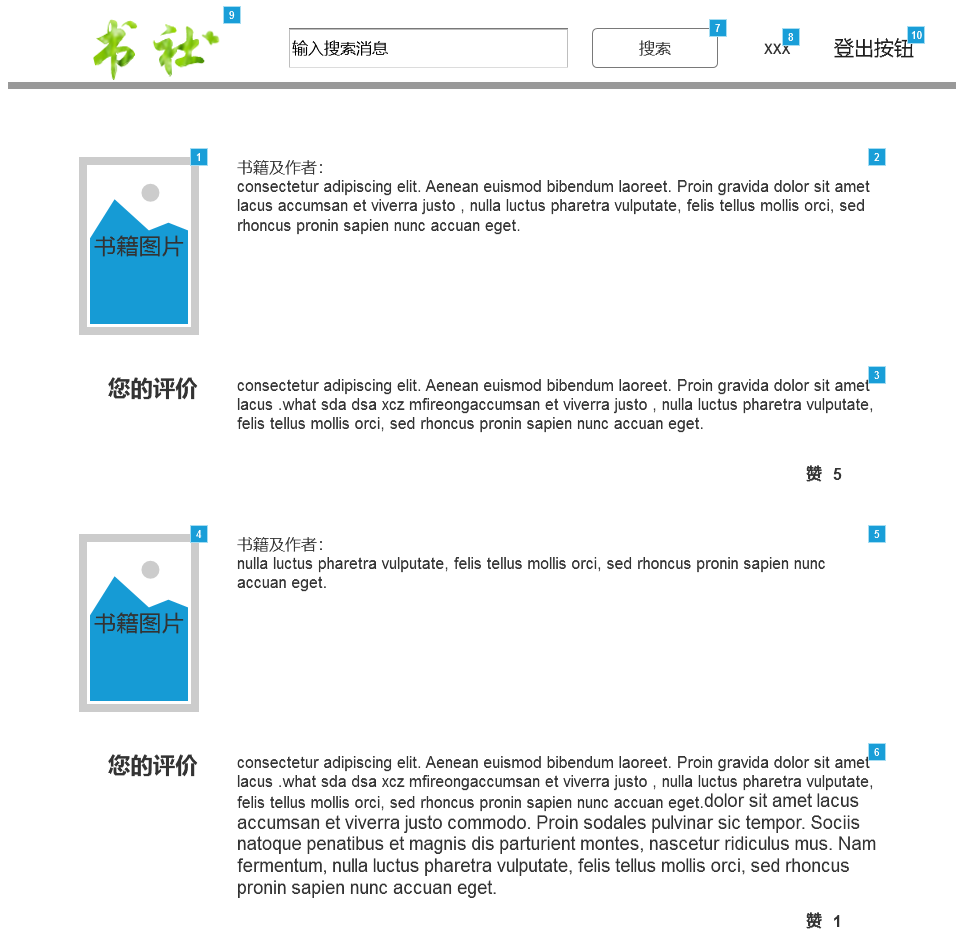 书社
9
输入搜索消息
搜索
7
xxx
8
登出按钮
10
1
书籍图片
2
书籍及作者：
consectetur adipiscing elit. Aenean euismod bibendum laoreet. Proin gravida dolor sit amet
lacus accumsan et viverra justo , nulla luctus pharetra vulputate, felis tellus mollis orci, sed
rhoncus pronin sapien nunc accuan eget.
您的评价
3
consectetur adipiscing elit. Aenean euismod bibendum laoreet. Proin gravida dolor sit amet
lacus .what sda dsa xcz mfireongaccumsan et viverra justo , nulla luctus pharetra vulputate,
felis tellus mollis orci, sed rhoncus pronin sapien nunc accuan eget.
赞 5
4
书籍图片
5
书籍及作者：
nulla luctus pharetra vulputate, felis tellus mollis orci, sed rhoncus pronin sapien nunc
accuan eget.
您的评价
6
consectetur adipiscing elit. Aenean euismod bibendum laoreet. Proin gravida dolor sit amet
lacus .what sda dsa xcz mfireongaccumsan et viverra justo , nulla luctus pharetra vulputate,
felis tellus mollis orci, sed rhoncus pronin sapien nunc accuan eget.dolor sit amet lacus
accumsan et viverra justo commodo. Proin sodales pulvinar sic tempor. Sociis
natoque penatibus et magnis dis parturient montes, nascetur ridiculus mus. Nam
fermentum, nulla luctus pharetra vulputate, felis tellus mollis orci, sed rhoncus
pronin sapien nunc accuan eget.
赞 1